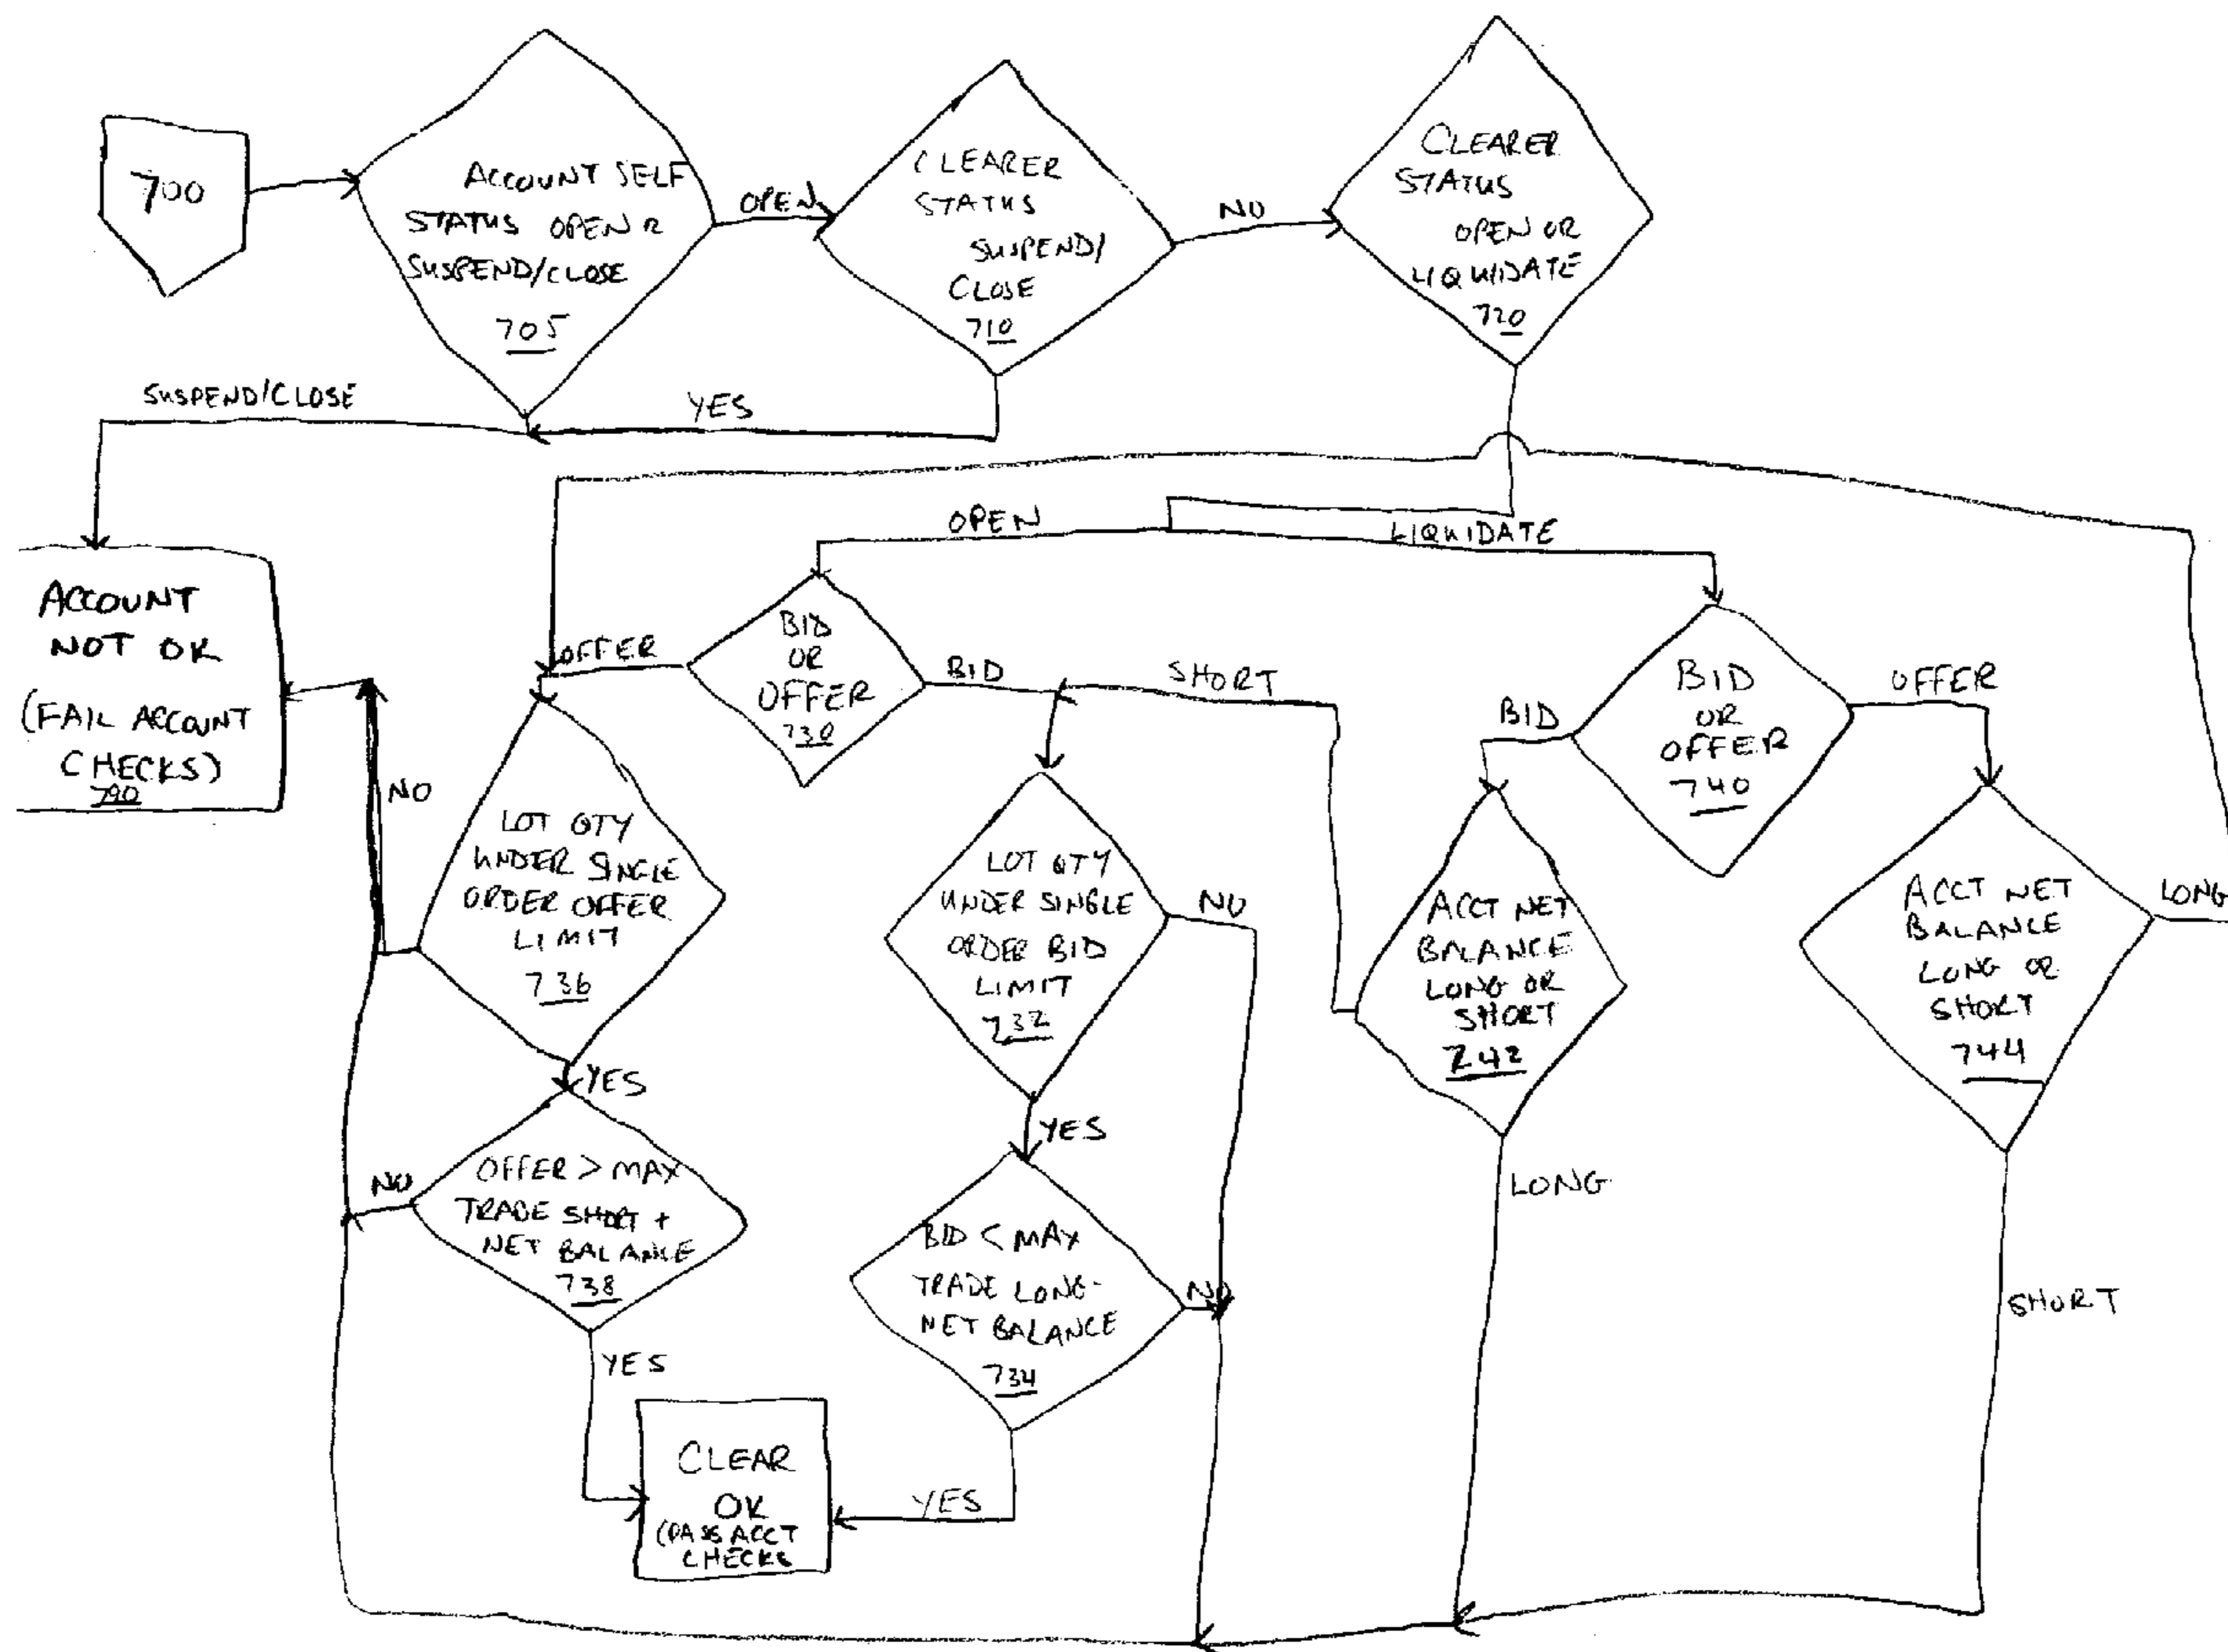 700
ACCOUNT SELF
STATUS OPEN R
SUSPEND/CLOSE
705
OPEN
CLEARER
STATUS
SUSPEND/
CLOSE
710
NO
CLEARER
STATUS
OPEN OR
LIQUIDATE
720
SUSPEND/CLOSE
YES
OPEN
LIQUIDATE
ACCOUNT
NOT OK
(FAIL ACCOUNT
CHECKS)
790
OFFER
BID
OR
OFFER
730
BID
SHORT
BID
BID
OR
OFFER
740
OFFER
NO
LOT QTY
UNDER SINGLE
ORDER OFFER
LIMIT
736
LOT QTY
UNDER SINGLE
ORDER BID
LIMIT
732
NO
ACCT NET
BALANCE
LONG OR
SHORT
742
ACCT NET
BALANCE
LONG OR
SHORT
744
LONG
YES
YES
LONG
NO
OFFER > MAX
TRADE SHORT +
NET BALANCE
738
BID < MAX
TRADE LONG-
NET BALANCE
734
NO
SHORT
YES
CLEAR
OK
(PASS ACCT
CHECKS
YES